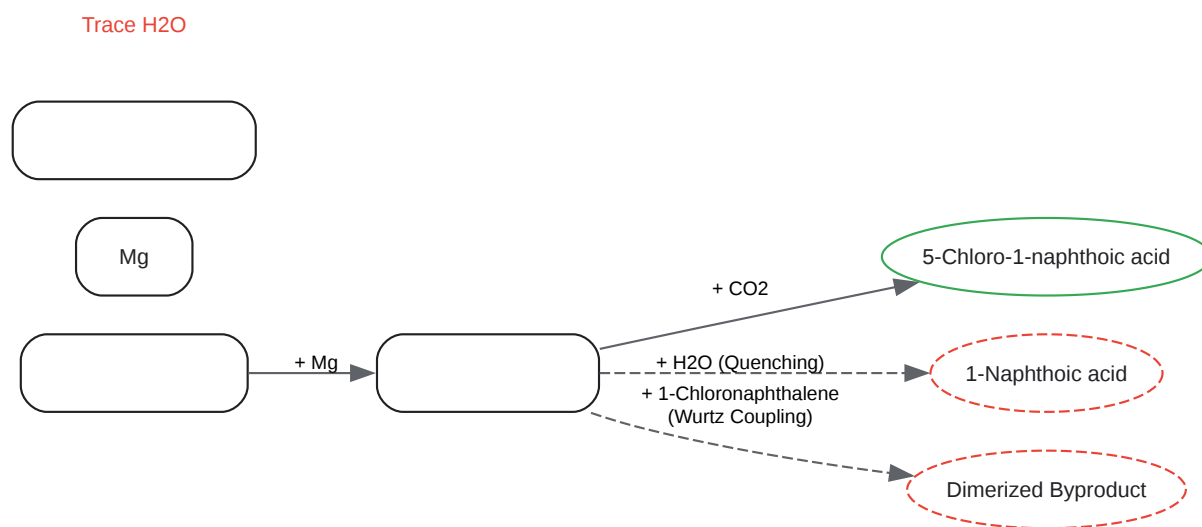 Trace H2O
Mg
5-Chloro-1-naphthoic acid
+ CO2
+ Mg
+ H2O (Quenching)
1-Naphthoic acid
+ 1-Chloronaphthalene
(Wurtz Coupling)
Dimerized Byproduct